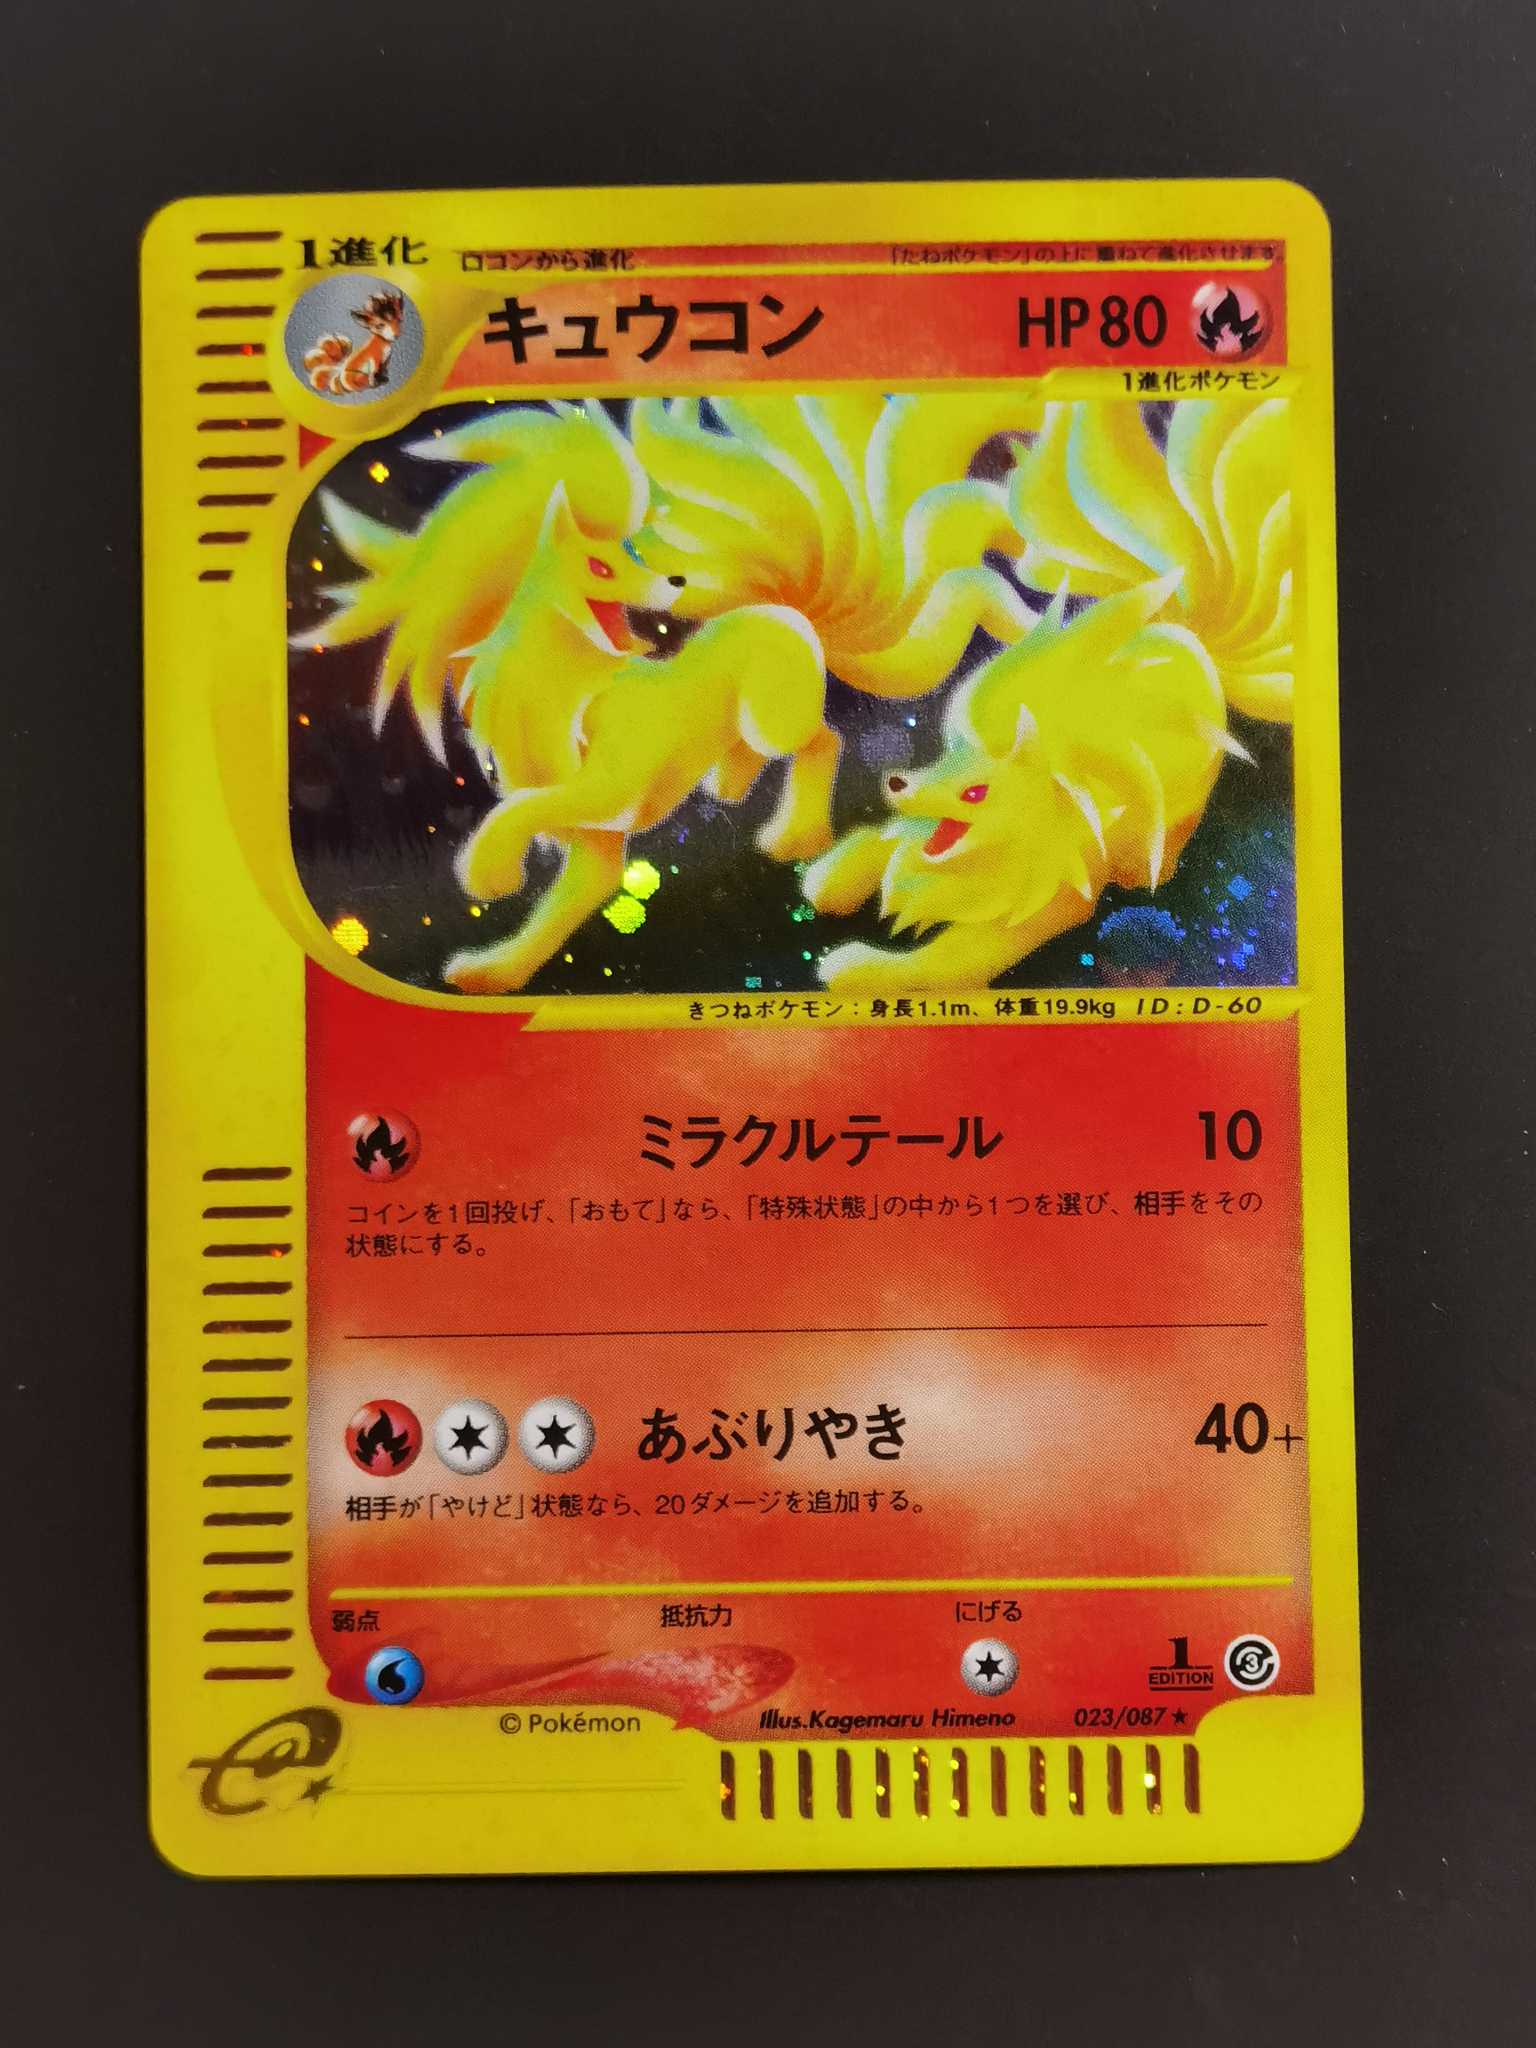 1進化
ロコンから進化
「たねポケモン」の上に重ねて進化させます。
キュウコン
HP80
1進化ポケモン
きつねポケモン：身長1.1m、体重19.9kg ID:D-60
ミラクルテール 10
コインを1回投げ、「おもて」なら、「特殊状態」の中から1つを選び、相手をその
状態にする。
あぶりやき 40+
相手が「やけど」状態なら、20ダメージを追加する。
弱点 抵抗力 にげる
1 EDITION
3
© Pokémon Illus.Kagemaru Himeno 023/087 ★
e